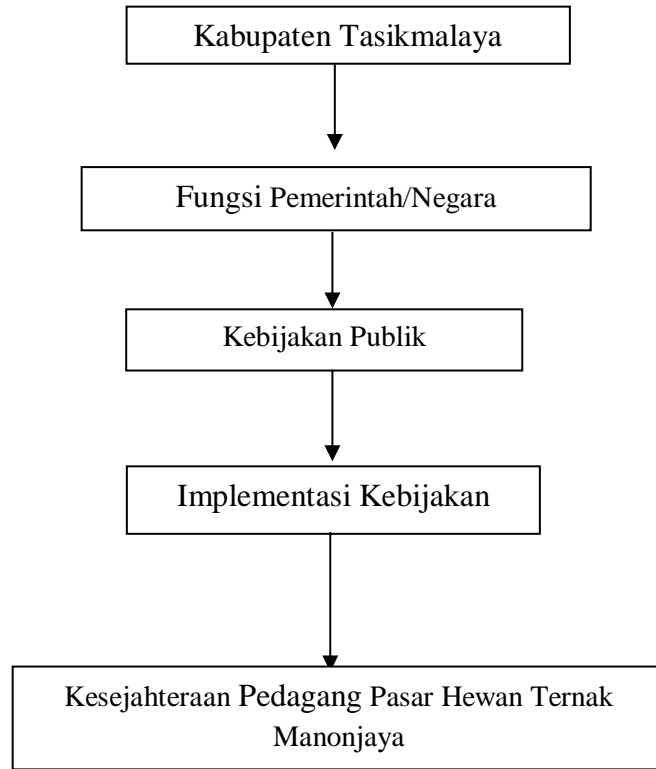 Kabupaten Tasikmalaya
Fungsi Pemerintah/Negara
Kebijakan Publik
Implementasi Kebijakan
Kesejahteraan Pedagang Pasar Hewan Ternak
Manonjaya